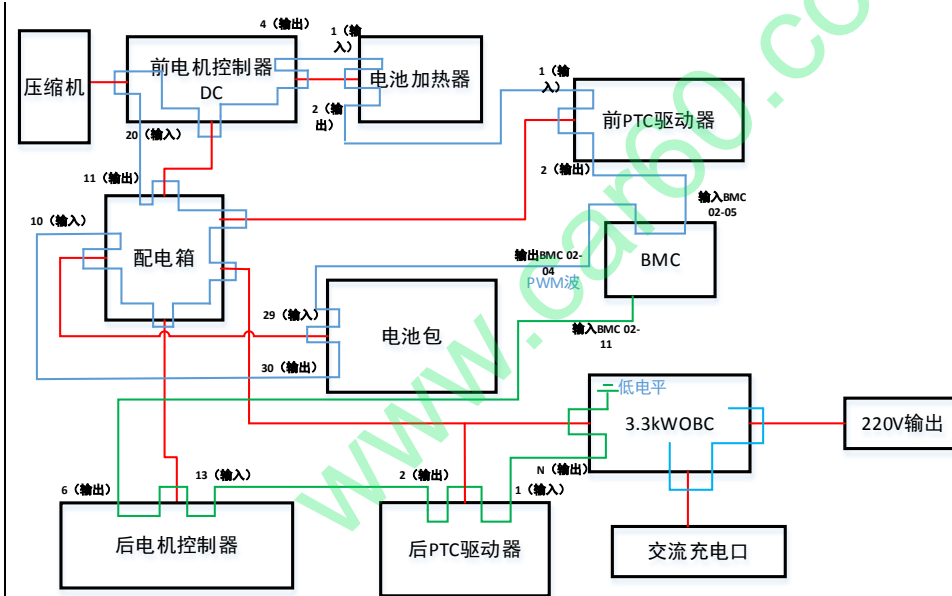 4（输出）
1（输
入）
压缩机
前电机控制器
DC
电池加热器
2（输
出）
1（输
入）
前PTC驱动器
20（输入）
11（输出）
2（输出）
10（输入）
配电箱
输入BMC
02-05
输出BMC 02-
04
PWM波
BMC
29（输入）
电池包
输入BMC 02-
11
30（输出）
低电平
3.3kWOBC
220V输出
N（输出）
13（输入）
2（输出）
6（输出）
1（输入）
后电机控制器
后PTC驱动器
交流充电口
www.car60.co